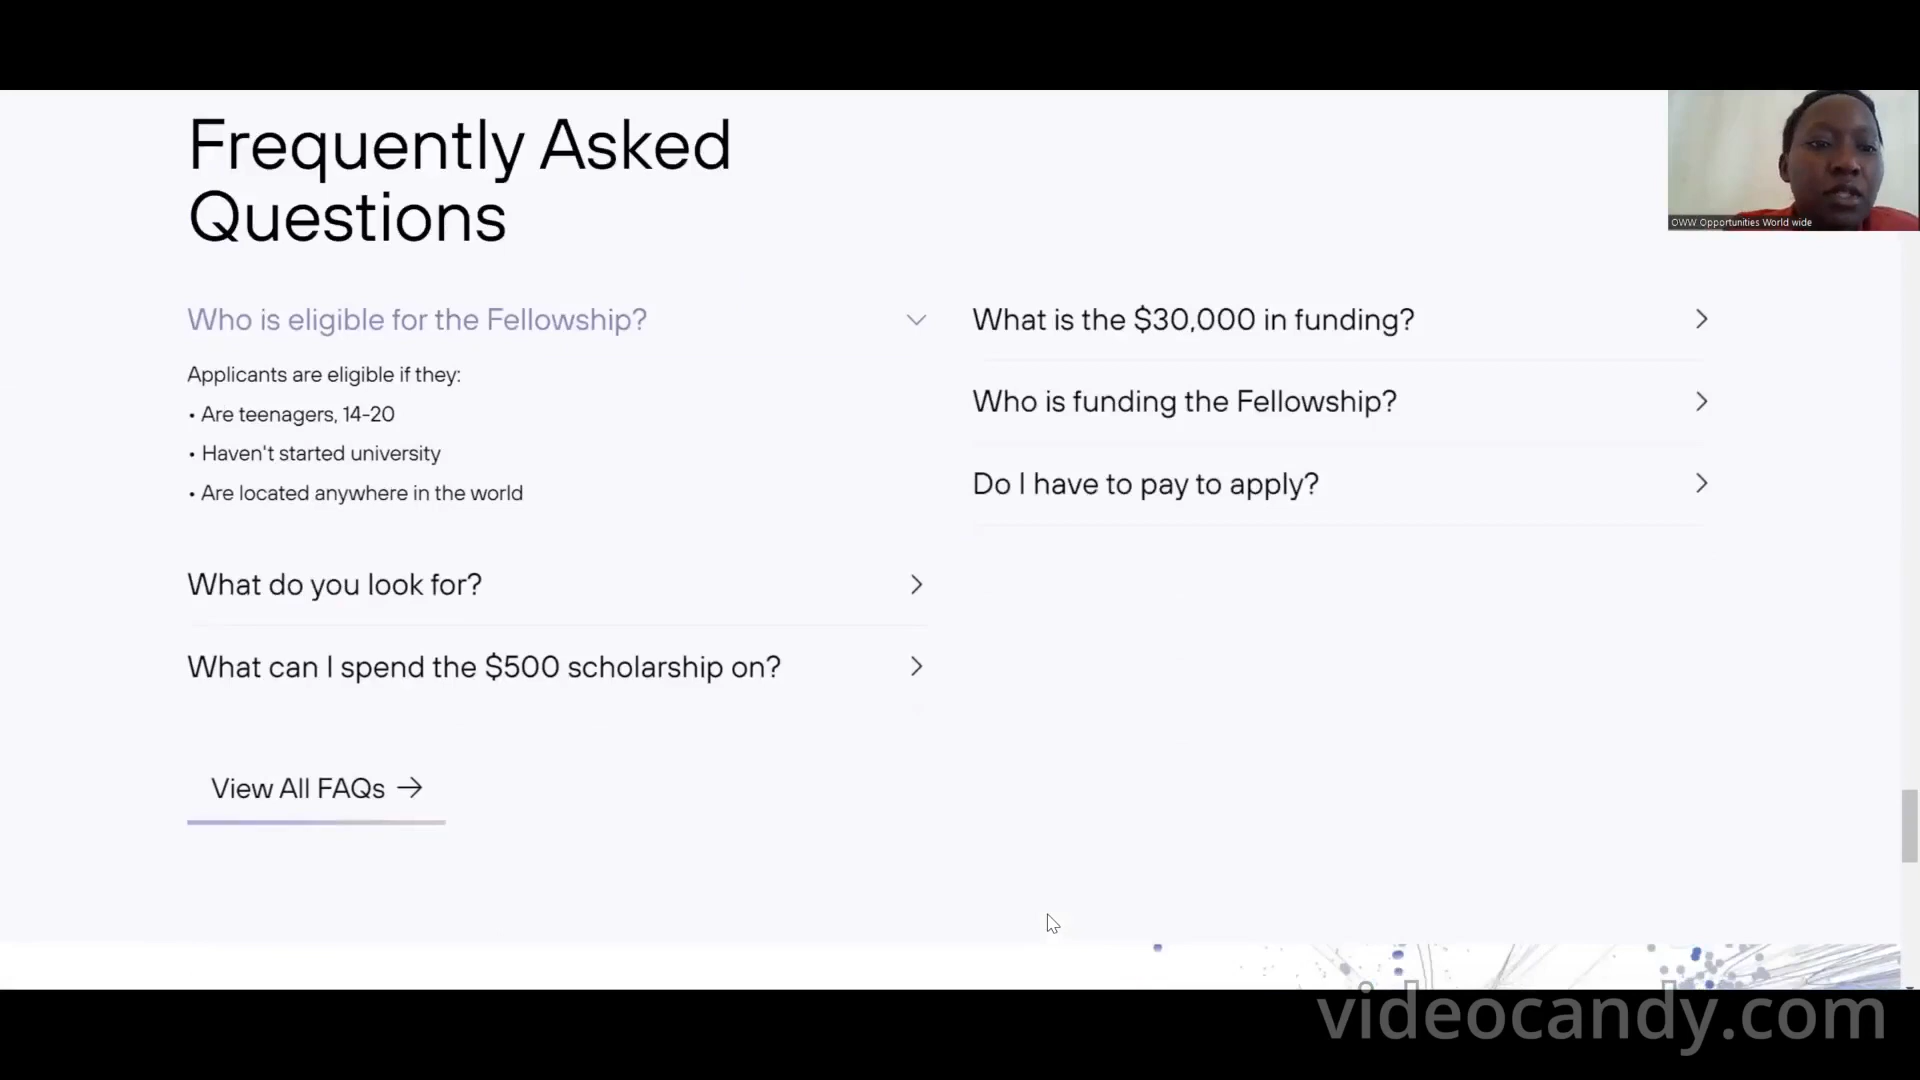 Frequently Asked
Questions
OWW Opportunities World wide
Who is eligible for the Fellowship?
Applicants are eligible if they:
• Are teenagers, 14-20
• Haven't started university
• Are located anywhere in the world
What do you look for?
What can I spend the $500 scholarship on?
View All FAQs →
What is the $30,000 in funding?
Who is funding the Fellowship?
Do I have to pay to apply?
videocandy.com